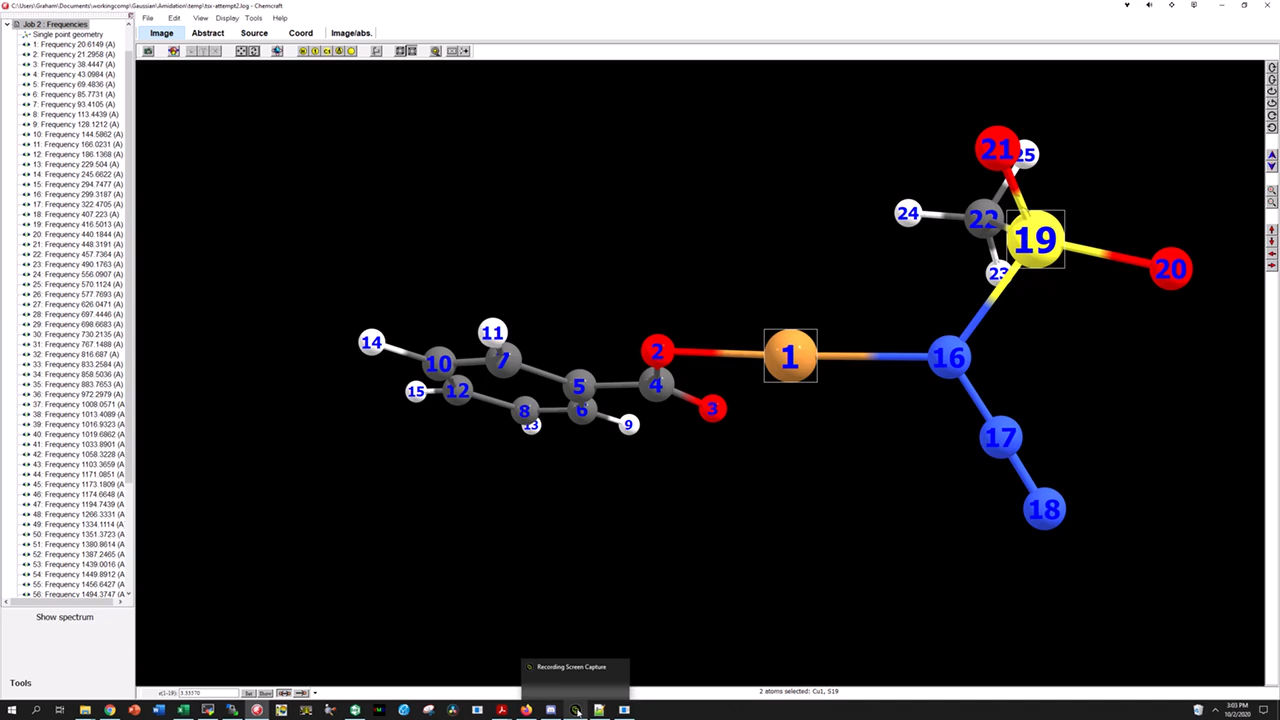 C:\Users\Graham\Documents\workingcomp\Gaussian\Amidation\temp\tsx-attempt2.log - Chemcraft
File Edit View Display Tools Help
Image Abstract Source Coord Image/abs.
Job 2 : Frequencies
Single point geometry
1: Frequency 20.6149 (A)
2: Frequency 21.2958 (A)
3: Frequency 38.4447 (A)
4: Frequency 43.0984 (A)
5: Frequency 69.4836 (A)
6: Frequency 85.7731 (A)
7: Frequency 93.4105 (A)
8: Frequency 113.4439 (A)
9: Frequency 128.1212 (A)
10: Frequency 144.5862 (A)
11: Frequency 166.0231 (A)
12: Frequency 186.1368 (A)
13: Frequency 229.504 (A)
14: Frequency 245.6622 (A)
15: Frequency 294.7477 (A)
16: Frequency 299.3187 (A)
17: Frequency 322.4705 (A)
18: Frequency 407.223 (A)
19: Frequency 416.5013 (A)
20: Frequency 440.1844 (A)
21: Frequency 448.3191 (A)
22: Frequency 457.7364 (A)
23: Frequency 490.1763 (A)
24: Frequency 556.0907 (A)
25: Frequency 570.1124 (A)
26: Frequency 577.7693 (A)
27: Frequency 626.0471 (A)
28: Frequency 697.4446 (A)
29: Frequency 698.6683 (A)
30: Frequency 730.2135 (A)
31: Frequency 767.1488 (A)
32: Frequency 816.687 (A)
33: Frequency 833.2584 (A)
34: Frequency 858.5036 (A)
35: Frequency 883.7653 (A)
36: Frequency 972.2979 (A)
37: Frequency 1008.0571 (A
38: Frequency 1013.4089 (A
39: Frequency 1016.9323 (A
40: Frequency 1019.6862 (A
41: Frequency 1033.8901 (A
42: Frequency 1058.3228 (A
43: Frequency 1103.3659 (A
44: Frequency 1171.0851 (A
45: Frequency 1173.1809 (A
46: Frequency 1174.6648 (A
47: Frequency 1194.7439 (A
48: Frequency 1266.3331 (A
49: Frequency 1334.1114 (A
50: Frequency 1351.3723 (A
51: Frequency 1380.8614 (A
52: Frequency 1387.2465 (A
53: Frequency 1439.0016 (A
54: Frequency 1449.8912 (A
55: Frequency 1456.6427 (A
56: Frequency 1494.3747 (A
Show spectrum
Tools
21 25
24 22
19
23 20
11
14
10 7
2 1 16
15 12 5 4
8 6 3
13 9
17
18
Recording Screen Capture
r(1-19): 3.33570 Set Show
2 atoms selected: Cu1, S19
3:03 PM
10/2/2020